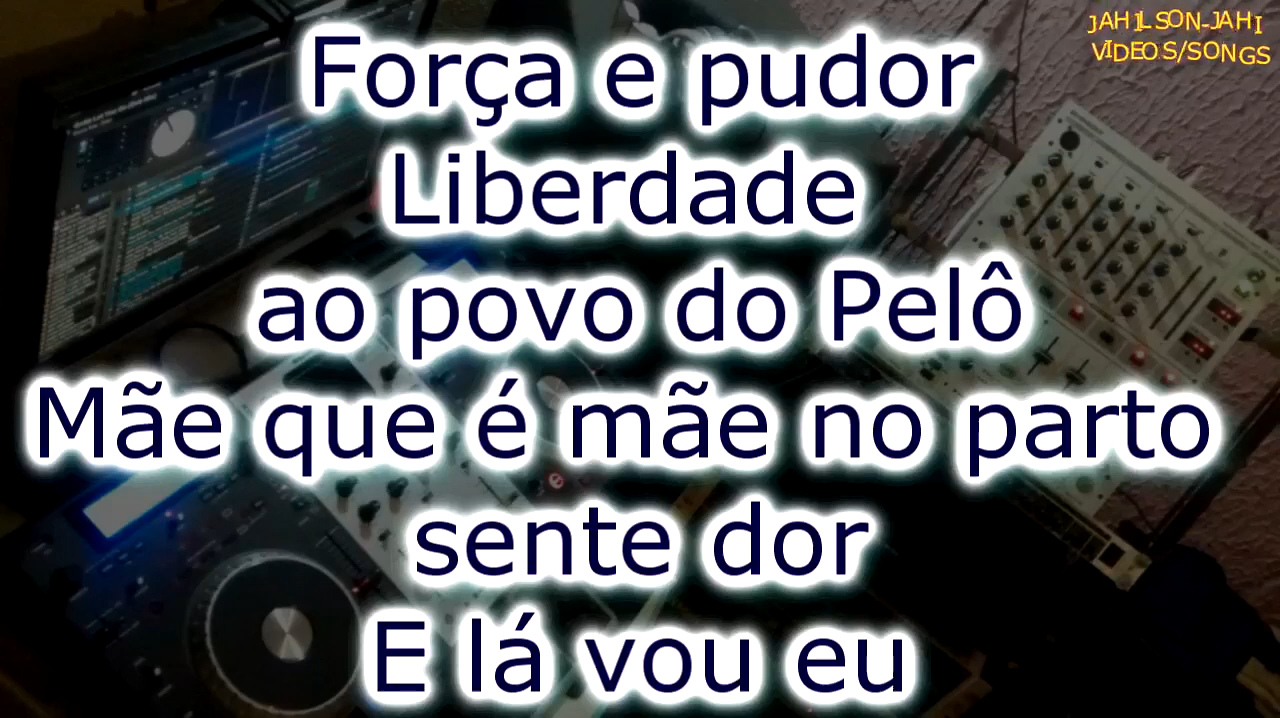 JAHILSON-JAHI
VIDEOS/SONGS
Força e pudor
Liberdade
ao povo do Pelô
Mãe que é mãe no parto
sente dor
E lá vou eu